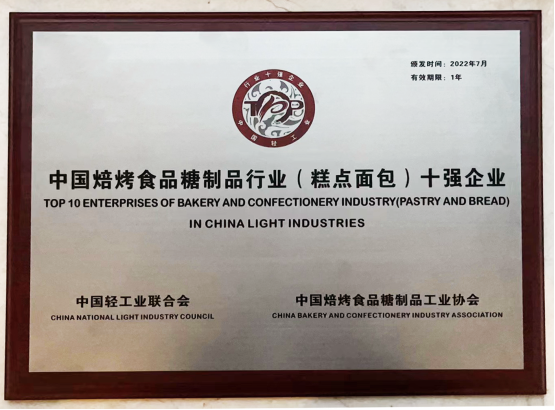 颁发时间：2022年7月
有效期限：1年
行业十强企业
TOP
中国轻工业
中国焙烤食品糖制品行业（糕点面包）十强企业
TOP 10 ENTERPRISES OF BAKERY AND CONFECTIONERY INDUSTRY(PASTRY AND BREAD)
IN CHINA LIGHT INDUSTRIES
中国轻工业联合会
CHINA NATIONAL LIGHT INDUSTRY COUNCIL
中国焙烤食品糖制品工业协会
CHINA BAKERY AND CONFECTIONERY INDUSTRY ASSOCIATION